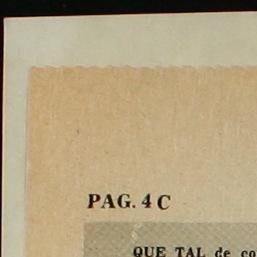 PAG. 4 C
QUE TAL de co